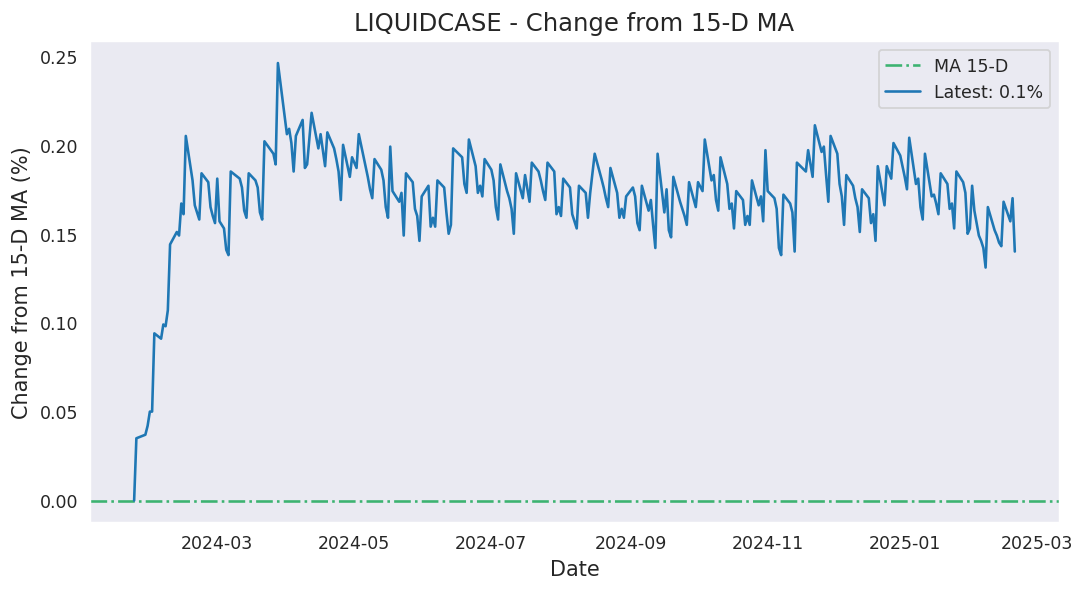 LIQUIDCASE - Change from 15-D MA
MA 15-D
Latest: 0.1%
Change from 15-D MA (%)
0.25
0.20
0.15
0.10
0.05
0.00
2024-03
2024-05
2024-07
2024-09
2024-11
2025-01
2025-03
Date